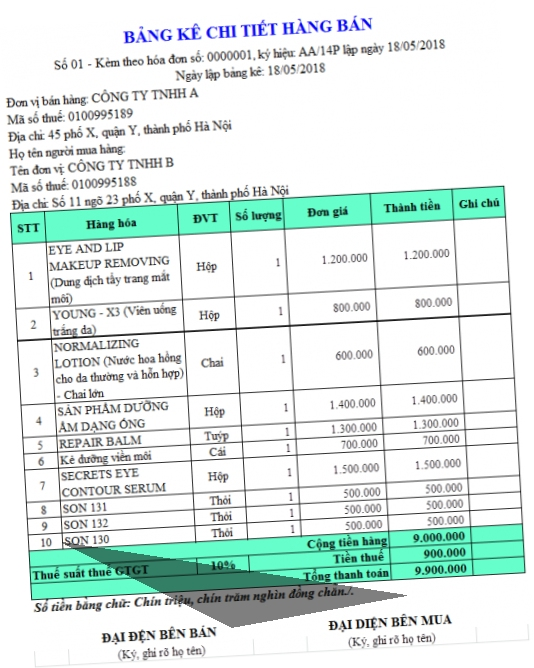 BẢNG KÊ CHI TIẾT HÀNG BÁN
Số 01 - Kèm theo hóa đơn số: 0000001, ký hiệu: AA/14P lập ngày 18/05/2018
Ngày lập bảng kê: 18/05/2018
Đơn vị bán hàng: CÔNG TY TNHH A
Mã số thuế: 0100995189
Địa chỉ: 45 phố X, quận Y, thành phố Hà Nội
Họ tên người mua hàng:
Tên đơn vị: CÔNG TY TNHH B
Mã số thuế: 0100995188
Địa chỉ: Số 11 ngõ 23 phố X, quận Y, thành phố Hà Nội
STT Hàng hóa ĐVT Số lượng Đơn giá Thành tiền Ghi chú
1 EYE AND LIP MAKEUP REMOVING (Dung dịch tẩy trang mắt môi) Hộp 1 1.200.000 1.200.000
2 YOUNG - X3 (Viên uống trắng da) Hộp 1 800.000 800.000
3 NORMALIZING LOTION (Nước hoa hồng cho da thường và hỗn hợp) - Chai lớn Chai 1 600.000 600.000
4 SẢN PHẨM DƯỠNG ẨM DẠNG ỐNG Hộp 1 1.400.000 1.400.000
5 REPAIR BALM Tuýp 1 1.300.000 1.300.000
6 Kẻ dưỡng viền môi Cái 1 700.000 700.000
7 SECRETS EYE CONTOUR SERUM Hộp 1 1.500.000 1.500.000
8 SON 131 Thỏi 1 500.000 500.000
9 SON 132 Thỏi 1 500.000 500.000
10 SON 130 Thỏi 1 500.000 500.000
Cộng tiền hàng 9.000.000
Thuế suất thuế GTGT 10% Tiền thuế 900.000
Tổng thanh toán 9.900.000
Số tiền bằng chữ: Chín triệu, chín trăm nghìn đồng chẵn./.
ĐẠI ĐỆN BÊN BÁN ĐẠI DIỆN BÊN MUA
(Ký, ghi rõ họ tên) (Ký, ghi rõ họ tên)